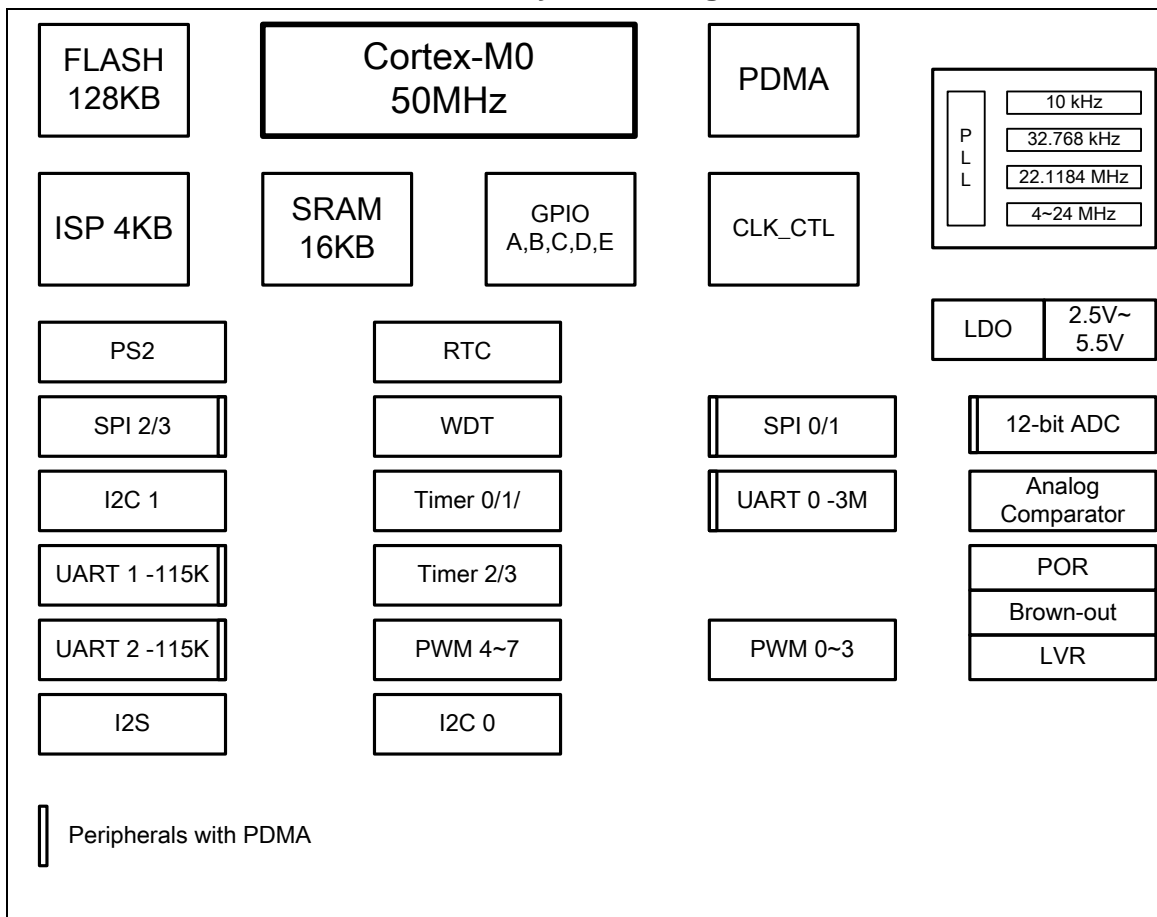 FLASH
128KB
Cortex-M0
50MHz
PDMA
P
L
L
10 kHz
32.768 kHz
22.1184 MHz
4~24 MHz
ISP 4KB
SRAM
16KB
GPIO
A,B,C,D,E
CLK_CTL
LDO
2.5V~
5.5V
PS2
RTC
SPI 2/3
WDT
SPI 0/1
12-bit ADC
I2C 1
Timer 0/1/
UART 0 -3M
Analog
Comparator
UART 1 -115K
Timer 2/3
POR
Brown-out
UART 2 -115K
PWM 4~7
PWM 0~3
LVR
I2S
I2C 0
Peripherals with PDMA